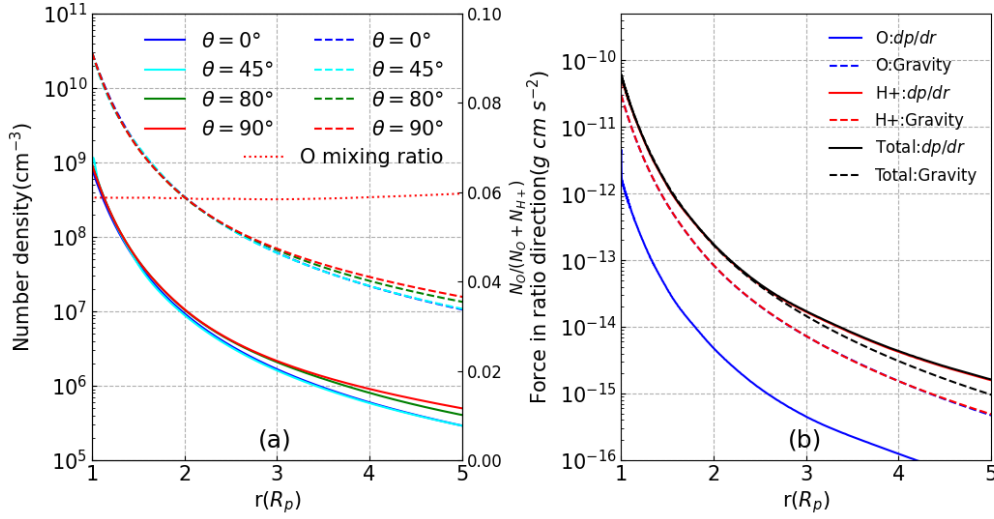 10^11
10^10
10^9
10^8
10^7
10^6
10^5
Number density(cm^−3)
θ = 0° θ = 0°
θ = 45° θ = 45°
θ = 80° θ = 80°
θ = 90° θ = 90°
O mixing ratio
(a)
1 2 3 4 5
r(R_p)
0.10
0.08
0.06
0.04
0.02
0.00
N_O/(N_O + N_H+)
10^−10
10^−11
10^−12
10^−13
10^−14
10^−15
10^−16
Force in ratio direction(g cm s^−2)
O:dp/dr
O:Gravity
H+:dp/dr
H+:Gravity
Total:dp/dr
Total:Gravity
(b)
1 2 3 4 5
r(R_p)